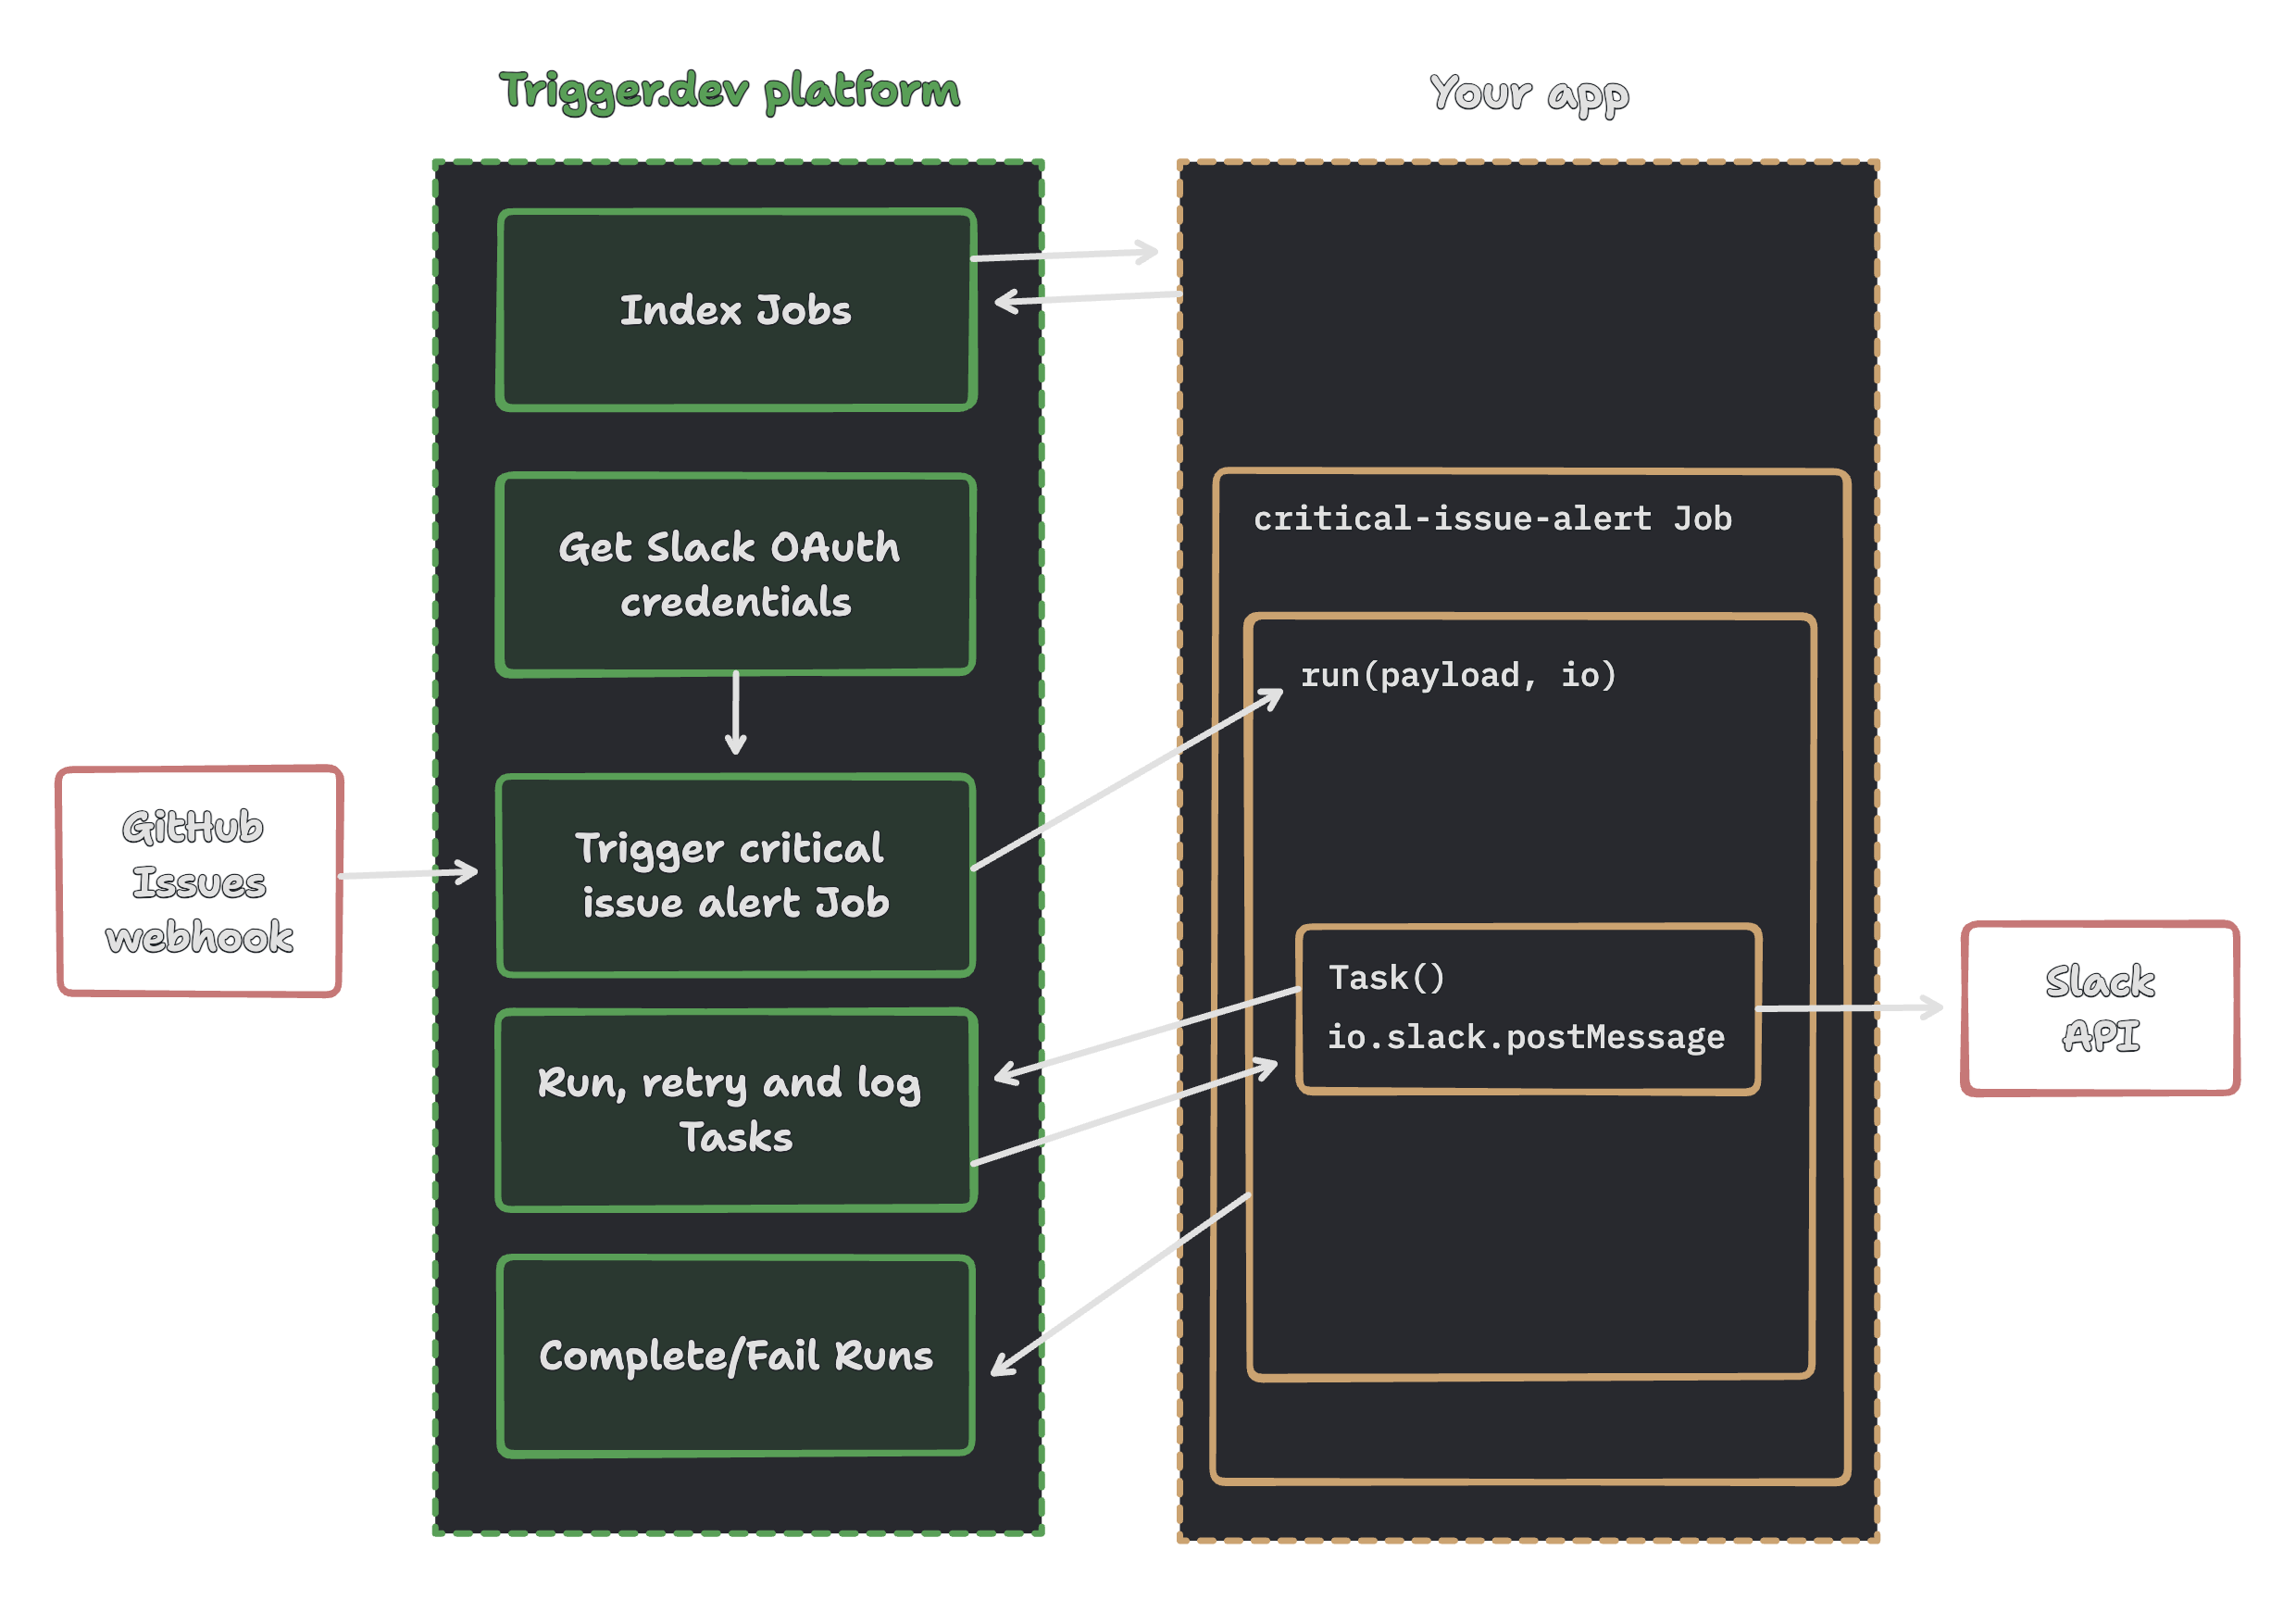 Trigger.dev platform
Your app
Index Jobs
Get Slack OAuth
credentials
critical-issue-alert Job
run(payload, io)
GitHub
Issues
webhook
Trigger critical
issue alert Job
Task()
io.slack.postMessage
Slack
API
Run, retry and log
Tasks
Complete/Fail Runs